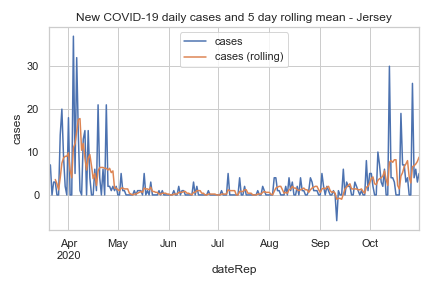 New COVID-19 daily cases and 5 day rolling mean - Jersey
cases
cases (rolling)
cases
30
20
10
0
Apr
2020
May
Jun
Jul
Aug
Sep
Oct
dateRep